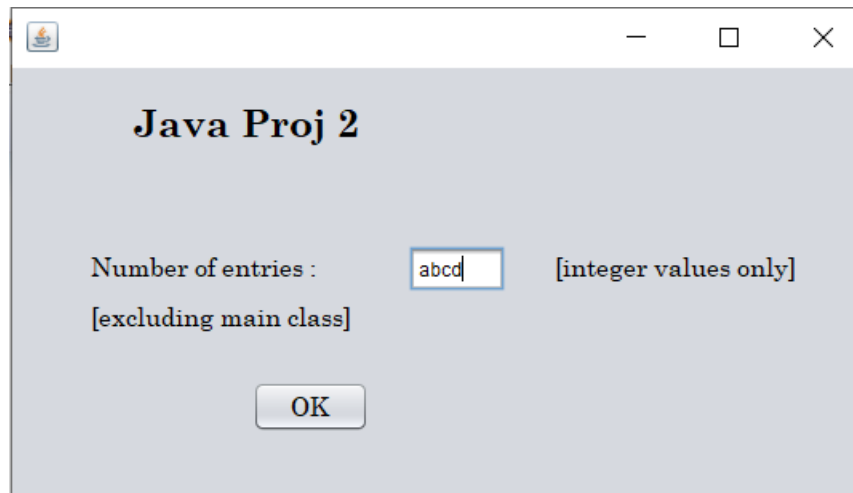 Java Proj 2
Number of entries : abcd [integer values only]
[excluding main class]
OK